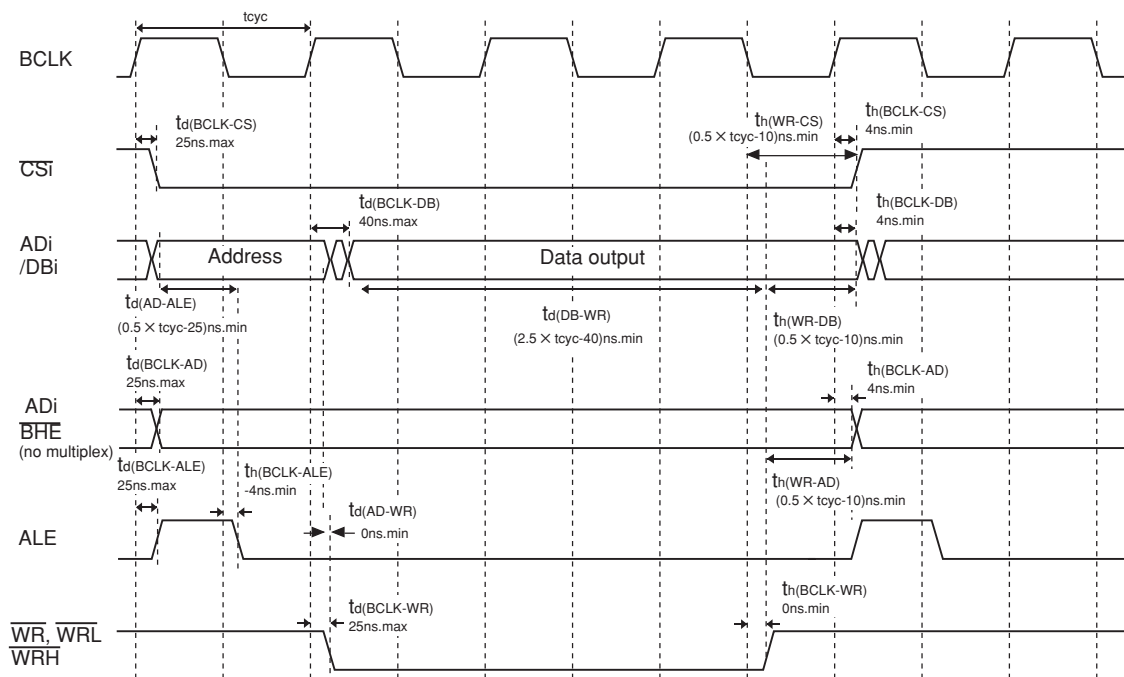 tcyc
BCLK
td(BCLK-CS)
25ns.max
th(WR-CS)
(0.5 × tcyc-10)ns.min
th(BCLK-CS)
4ns.min
CSi
td(BCLK-DB)
40ns.max
th(BCLK-DB)
4ns.min
ADi
/DBi
Address
Data output
td(AD-ALE)
(0.5 × tcyc-25)ns.min
td(DB-WR)
(2.5 × tcyc-40)ns.min
th(WR-DB)
(0.5 × tcyc-10)ns.min
td(BCLK-AD)
25ns.max
th(BCLK-AD)
4ns.min
ADi
BHE
(no multiplex)
td(BCLK-ALE)
25ns.max
th(BCLK-ALE)
-4ns.min
th(WR-AD)
(0.5 × tcyc-10)ns.min
td(AD-WR)
0ns.min
ALE
td(BCLK-WR)
25ns.max
th(BCLK-WR)
0ns.min
WR, WRL
WRH